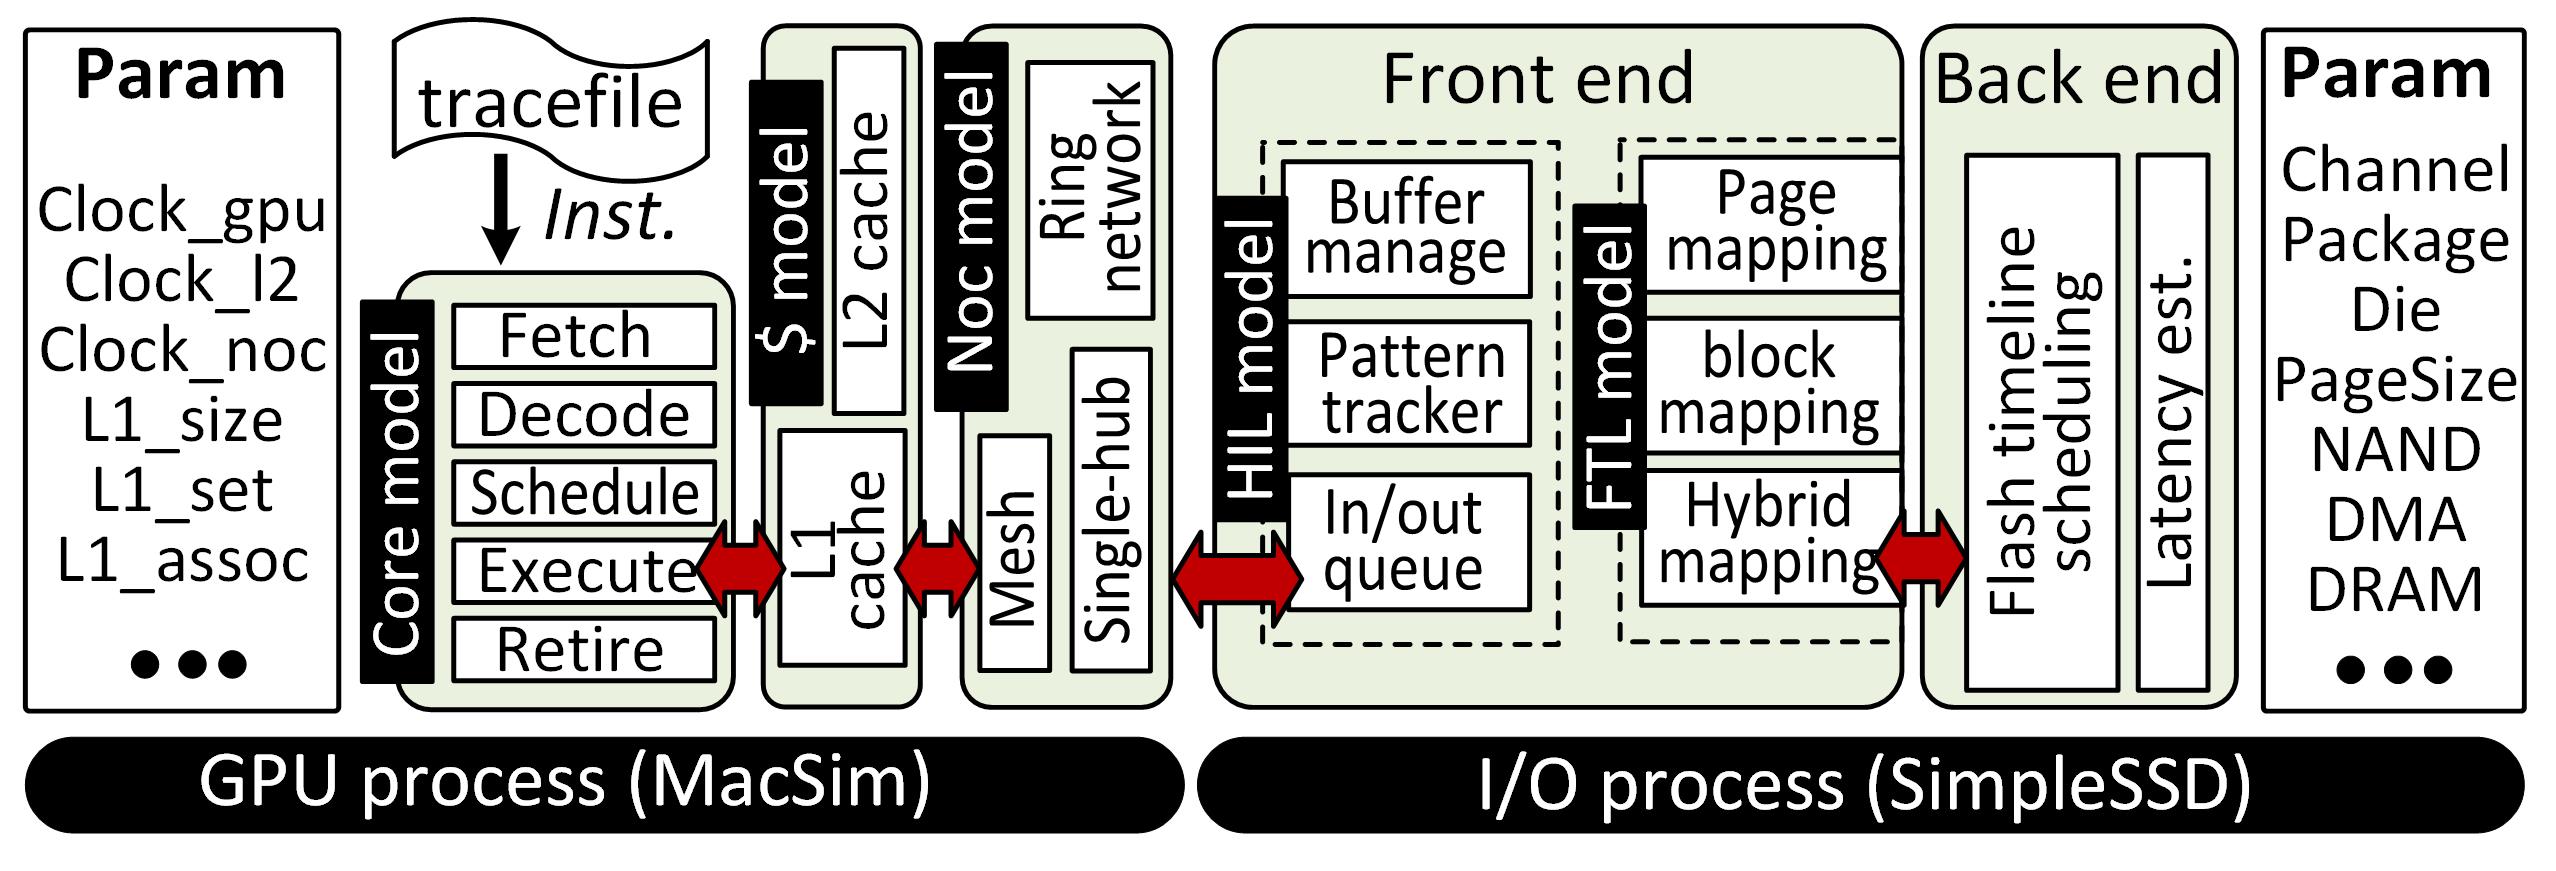 Param
Clock_gpu
Clock_l2
Clock_noc
L1_size
L1_set
L1_assoc
tracefile
Inst.
Core model
Fetch
Decode
Schedule
Execute
Retire
$ model
L2 cache
L1
cache
Noc model
Ring
network
Mesh
Single-hub
Front end
HIL model
Buffer
manage
Pattern
tracker
In/out
queue
FTL model
Page
mapping
block
mapping
Hybrid
mapping
Back end
Flash timeline
scheduling
Latency est.
Param
Channel
Package
Die
PageSize
NAND
DMA
DRAM
GPU process (MacSim)
I/O process (SimpleSSD)